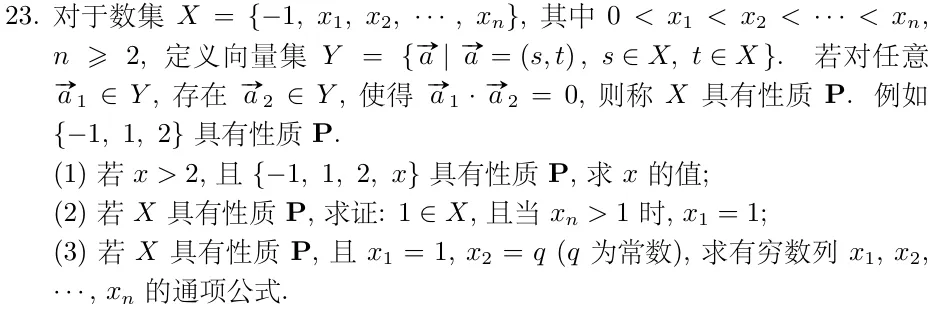 23. 对于数集 X = {−1, x₁, x₂, ⋯, xₙ}, 其中 0 < x₁ < x₂ < ⋯ < xₙ,
n ⩾ 2, 定义向量集 Y = {a⃗ | a⃗ = (s, t), s ∈ X, t ∈ X}. 若对任意
a⃗₁ ∈ Y, 存在 a⃗₂ ∈ Y, 使得 a⃗₁ · a⃗₂ = 0, 则称 X 具有性质 P. 例如
{−1, 1, 2} 具有性质 P.
(1) 若 x > 2, 且 {−1, 1, 2, x} 具有性质 P, 求 x 的值;
(2) 若 X 具有性质 P, 求证: 1 ∈ X, 且当 xₙ > 1 时, x₁ = 1;
(3) 若 X 具有性质 P, 且 x₁ = 1, x₂ = q (q 为常数), 求有穷数列 x₁, x₂,
⋯, xₙ 的通项公式.